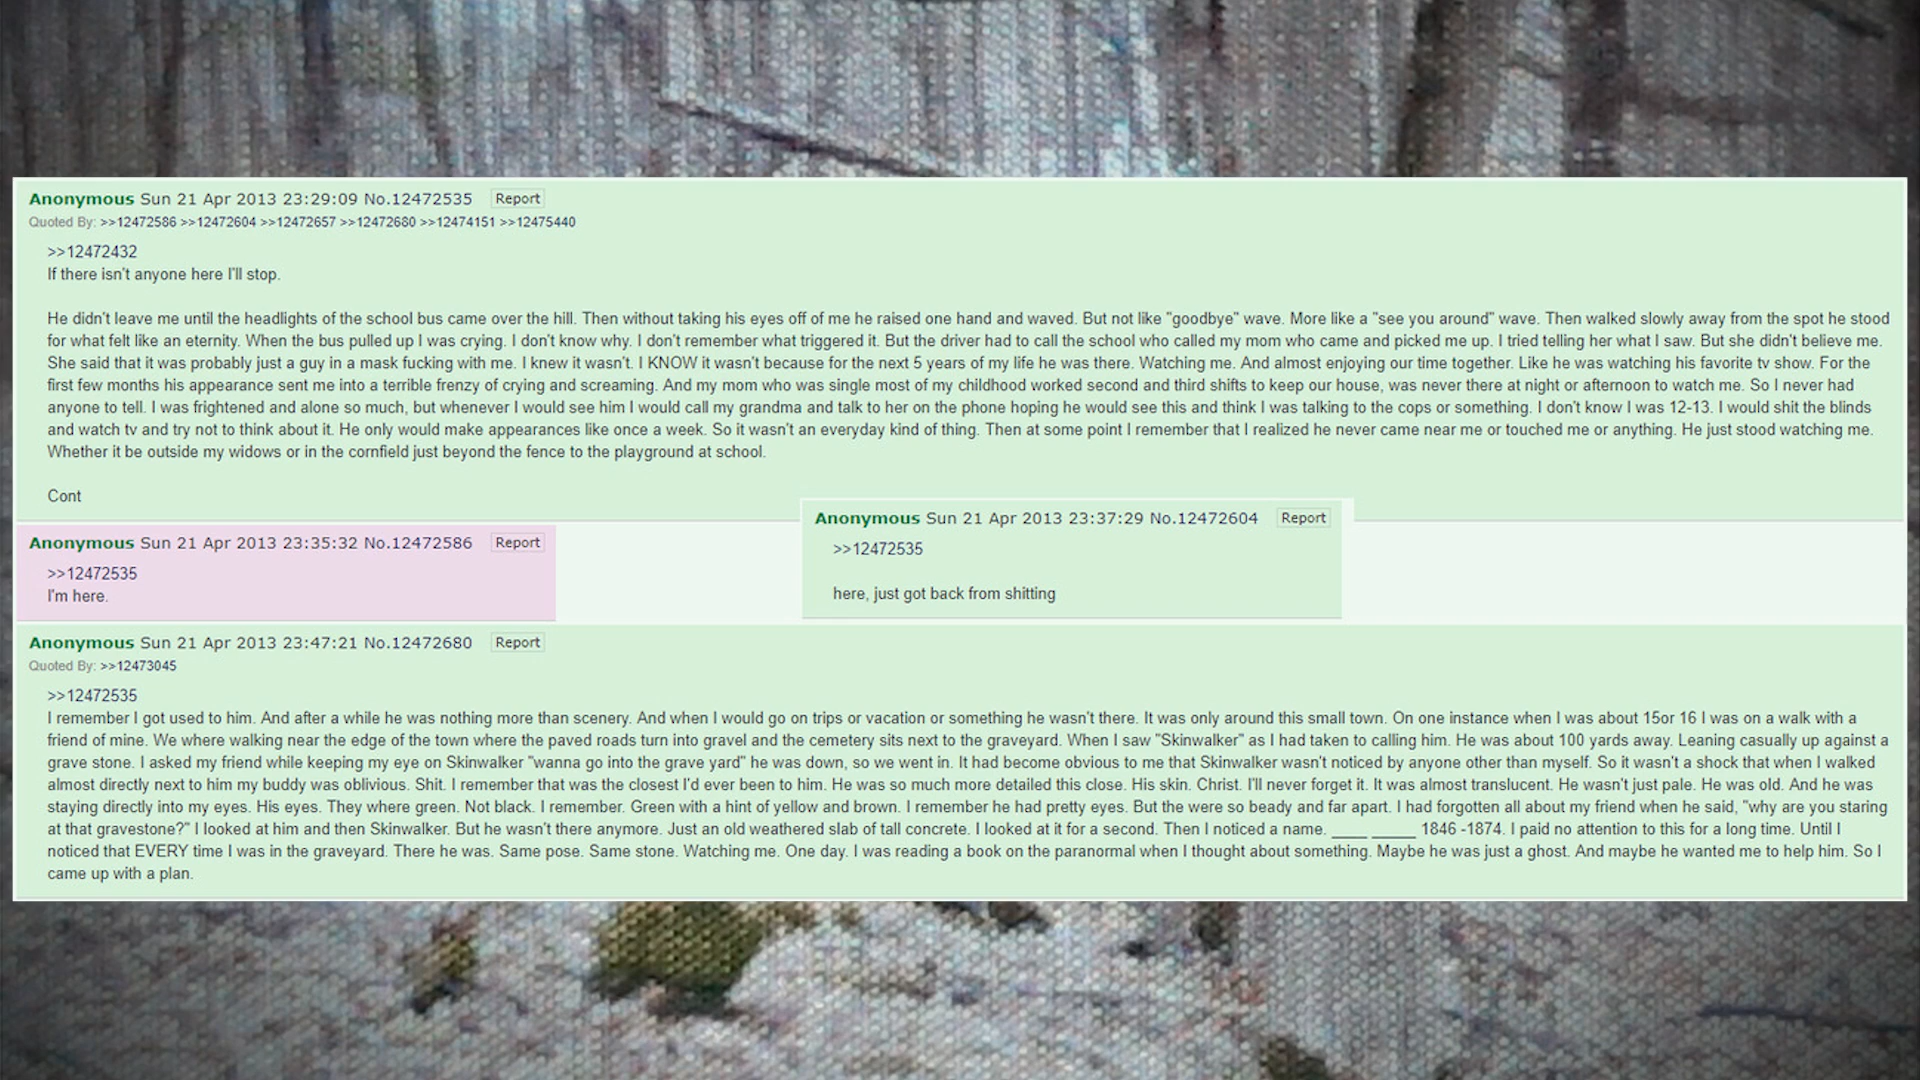 Anonymous Sun 21 Apr 2013 23:29:09 No.12472535 Report
Quoted By: >>12472586 >>12472604 >>12472657 >>12472680 >>12474151 >>12475440
>>12472432
If there isn't anyone here I'll stop.
He didn't leave me until the headlights of the school bus came over the hill. Then without taking his eyes off of me he raised one hand and waved. But not like "goodbye" wave. More like a "see you around" wave. Then walked slowly away from the spot he stood
for what felt like an eternity. When the bus pulled up I was crying. I don't know why. I don't remember what triggered it. But the driver had to call the school who called my mom who came and picked me up. I tried telling her what I saw. But she didn't believe me.
She said that it was probably just a guy in a mask fucking with me. I knew it wasn't. I KNOW it wasn't because for the next 5 years of my life he was there. Watching me. And almost enjoying our time together. Like he was watching his favorite tv show. For the
first few months his appearance sent me into a terrible frenzy of crying and screaming. And my mom who was single most of my childhood worked second and third shifts to keep our house, was never there at night or afternoon to watch me. So I never had
anyone to tell. I was frightened and alone so much, but whenever I would see him I would call my grandma and talk to her on the phone hoping he would see this and think I was talking to the cops or something. I don't know I was 12-13. I would shit the blinds
and watch tv and try not to think about it. He only would make appearances like once a week. So it wasn't an everyday kind of thing. Then at some point I remember that I realized he never came near me or touched me or anything. He just stood watching me.
Whether it be outside my widows or in the cornfield just beyond the fence to the playground at school.
Cont
Anonymous Sun 21 Apr 2013 23:35:32 No.12472586 Report
>>12472535
I'm here.
Anonymous Sun 21 Apr 2013 23:37:29 No.12472604 Report
>>12472535
here, just got back from shitting
Anonymous Sun 21 Apr 2013 23:47:21 No.12472680 Report
Quoted By: >>12473045
>>12472535
I remember I got used to him. And after a while he was nothing more than scenery. And when I would go on trips or vacation or something he wasn't there. It was only around this small town. On one instance when I was about 15or 16 I was on a walk with a
friend of mine. We where walking near the edge of the town where the paved roads turn into gravel and the cemetery sits next to the graveyard. When I saw "Skinwalker" as I had taken to calling him. He was about 100 yards away. Leaning casually up against a
grave stone. I asked my friend while keeping my eye on Skinwalker "wanna go into the grave yard" he was down, so we went in. It had become obvious to me that Skinwalker wasn't noticed by anyone other than myself. So it wasn't a shock that when I walked
almost directly next to him my buddy was oblivious. Shit. I remember that was the closest I'd ever been to him. He was so much more detailed this close. His skin. Christ. I'll never forget it. It was almost translucent. He wasn't just pale. He was old. And he was
staying directly into my eyes. His eyes. They where green. Not black. I remember. Green with a hint of yellow and brown. I remember he had pretty eyes. But the were so beady and far apart. I had forgotten all about my friend when he said, "why are you staring
at that gravestone?" I looked at him and then Skinwalker. But he wasn't there anymore. Just an old weathered slab of tall concrete. I looked at it for a second. Then I noticed a name. ____ _____ 1846 -1874. I paid no attention to this for a long time. Until I
noticed that EVERY time I was in the graveyard. There he was. Same pose. Same stone. Watching me. One day. I was reading a book on the paranormal when I thought about something. Maybe he was just a ghost. And maybe he wanted me to help him. So I
came up with a plan.